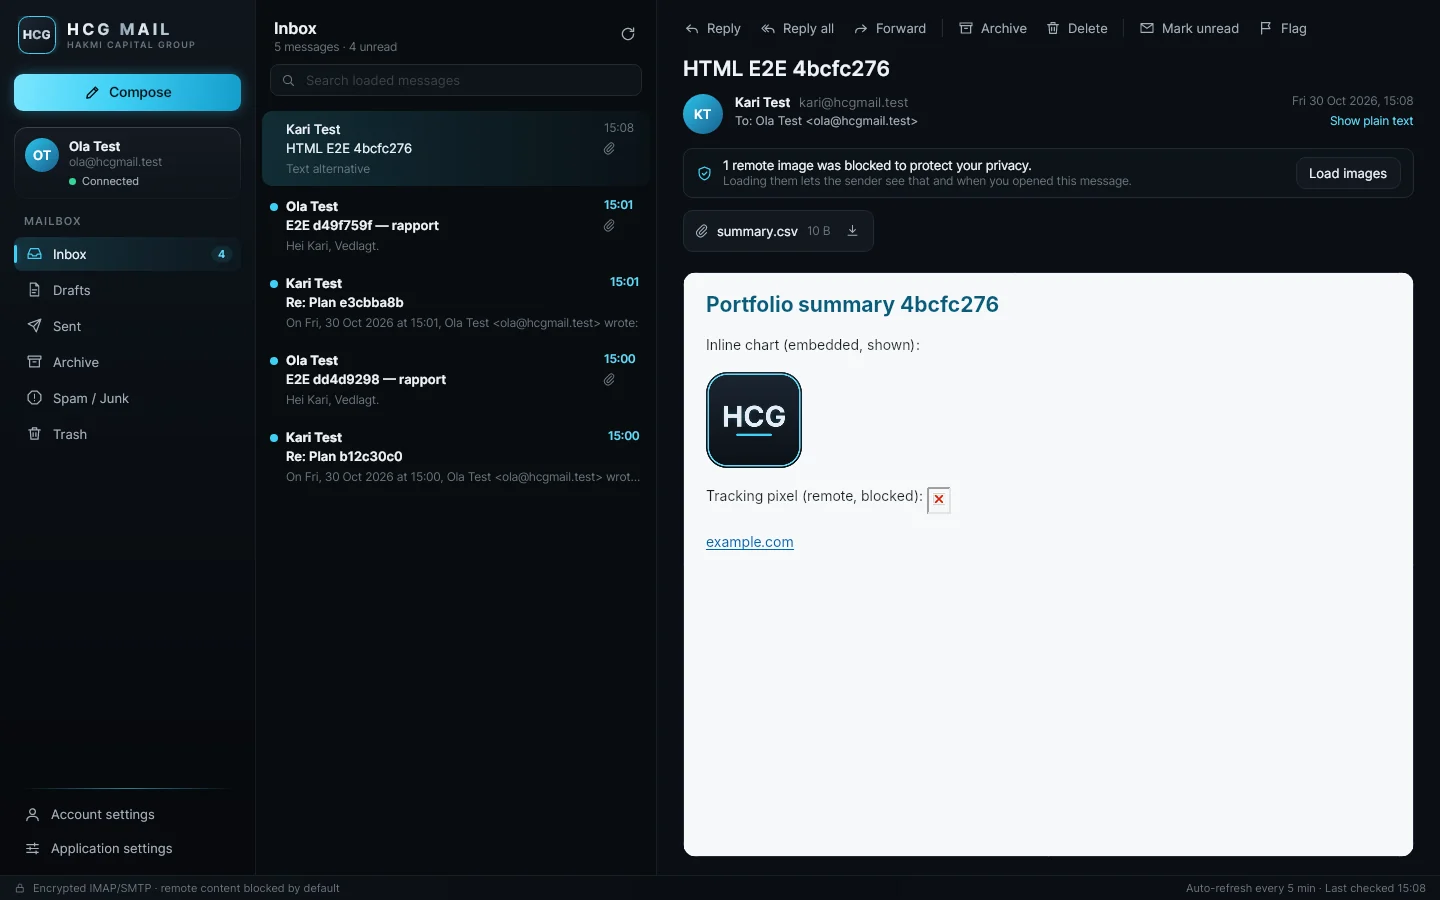 HCG
HCG MAIL
HAKMI CAPITAL GROUP
Compose
OT
Ola Test
ola@hcgmail.test
Connected
MAILBOX
Inbox
4
Drafts
Sent
Archive
Spam / Junk
Trash
Account settings
Application settings
Inbox
5 messages · 4 unread
Search loaded messages
Kari Test
15:08
HTML E2E 4bcfc276
Text alternative
Ola Test
15:01
E2E d49f759f — rapport
Hei Kari, Vedlagt.
Kari Test
15:01
Re: Plan e3cbba8b
On Fri, 30 Oct 2026 at 15:01, Ola Test <ola@hcgmail.test> wrote:
Ola Test
15:00
E2E dd4d9298 — rapport
Hei Kari, Vedlagt.
Kari Test
15:00
Re: Plan b12c30c0
On Fri, 30 Oct 2026 at 15:00, Ola Test <ola@hcgmail.test> wrot...
Reply
Reply all
Forward
Archive
Delete
Mark unread
Flag
HTML E2E 4bcfc276
KT
Kari Test kari@hcgmail.test
Fri 30 Oct 2026, 15:08
To: Ola Test <ola@hcgmail.test>
Show plain text
1 remote image was blocked to protect your privacy.
Loading them lets the sender see that and when you opened this message.
Load images
summary.csv 10 B
Portfolio summary 4bcfc276
Inline chart (embedded, shown):
HCG
Tracking pixel (remote, blocked):
example.com
Encrypted IMAP/SMTP · remote content blocked by default
Auto-refresh every 5 min · Last checked 15:08